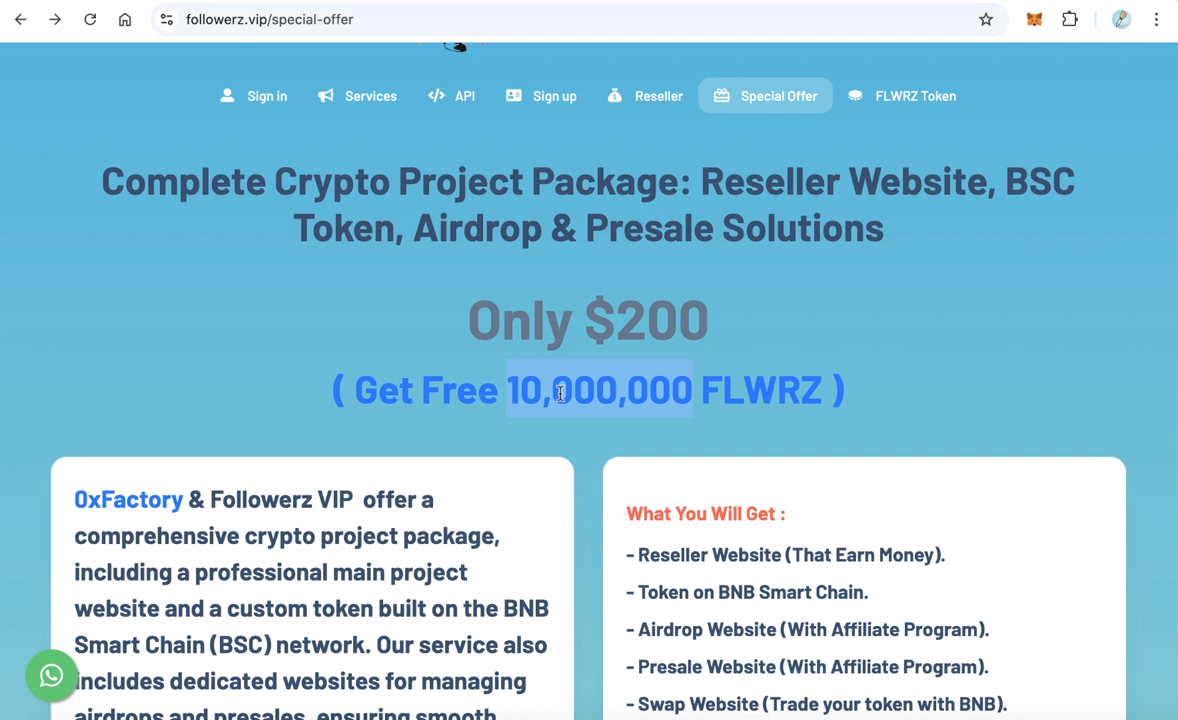 followerz.vip/special-offer
Sign in
Services
API
Sign up
Reseller
Special Offer
FLWRZ Token
Complete Crypto Project Package: Reseller Website, BSC
Token, Airdrop & Presale Solutions
Only $200
( Get Free 10,000,000 FLWRZ )
0xFactory & Followerz VIP offer a
comprehensive crypto project package,
including a professional main project
website and a custom token built on the BNB
Smart Chain (BSC) network. Our service also
includes dedicated websites for managing
airdrops and presales, ensuring smooth
What You Will Get :
- Reseller Website (That Earn Money).
- Token on BNB Smart Chain.
- Airdrop Website (With Affiliate Program).
- Presale Website (With Affiliate Program).
- Swap Website (Trade your token with BNB).